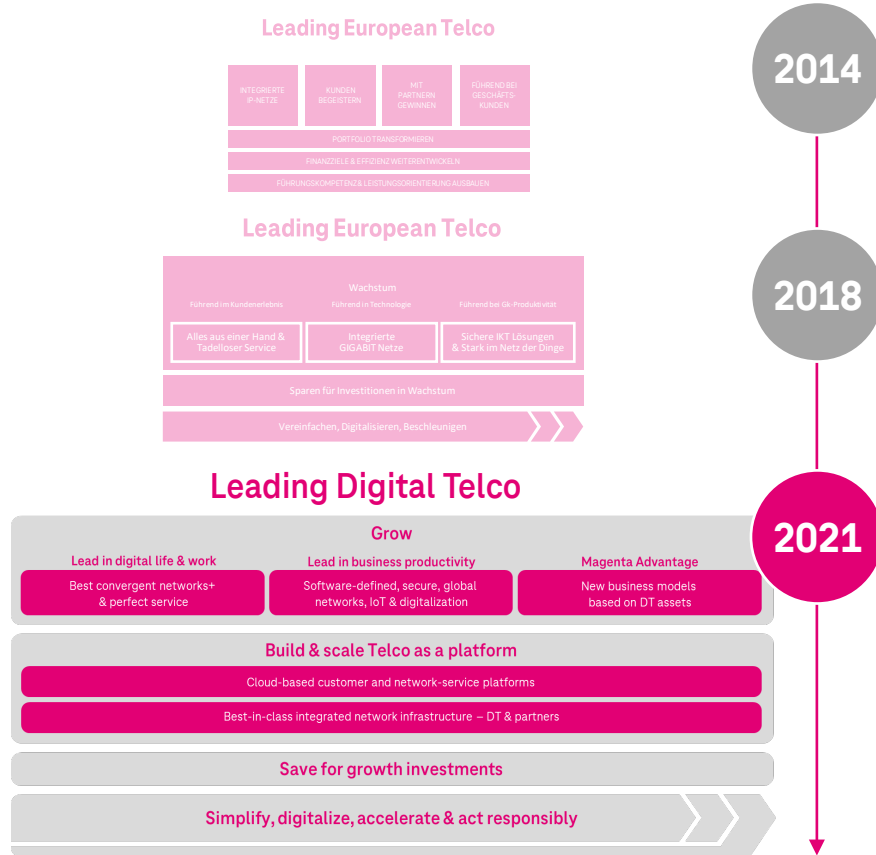 Leading European Telco
2014
INTEGRIERTE
IP-NETZE
KUNDEN
BEGEISTERN
MIT
PARTNERN
GEWINNEN
FÜHREND BEI
GESCHÄFTS-
KUNDEN
PORTFOLIO TRANSFORMIEREN
FINANZZIELE & EFFIZIENZ WEITERENTWICKELN
FÜHRUNGSKOMPETENZ & LEISTUNGSORIENTIERUNG AUSBAUEN
Leading European Telco
2018
Wachstum
Führend im Kundenerlebnis
Führend in Technologie
Führend bei Gk-Produktivität
Alles aus einer Hand &
Tadelloser Service
Integrierte
GIGABIT Netze
Sichere IKT Lösungen
& Stark im Netz der Dinge
Sparen für Investitionen in Wachstum
Vereinfachen, Digitalisieren, Beschleunigen
Leading Digital Telco
2021
Grow
Lead in digital life & work
Best convergent networks+
& perfect service
Lead in business productivity
Software-defined, secure, global
networks, IoT & digitalization
Magenta Advantage
New business models
based on DT assets
Build & scale Telco as a platform
Cloud-based customer and network-service platforms
Best-in-class integrated network infrastructure – DT & partners
Save for growth investments
Simplify, digitalize, accelerate & act responsibly